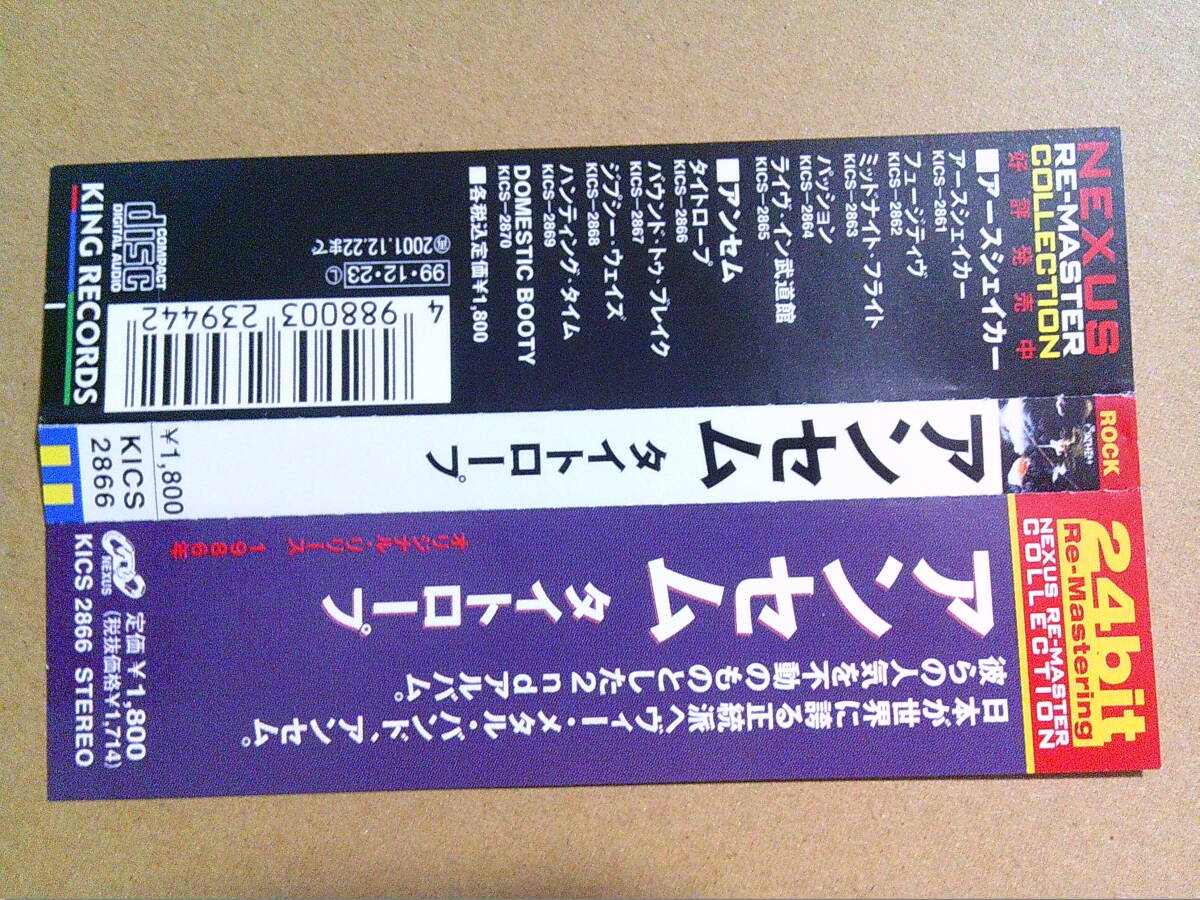 NEXUS
RE-MASTER
COLLECTION
好評発売中
■アースシェイカー
アースシェイカー
KICS-2861
フュージティヴ
KICS-2862
ミッドナイト・フライト
KICS-2863
パッション
KICS-2864
ライヴ・イン・武道館
KICS-2865
■アンセム
タイトロープ
KICS-2866
バウンド・トゥ・ブレイク
KICS-2867
ジプシー・ウェイズ
KICS-2868
ハンティング・タイム
KICS-2869
DOMESTIC BOOTY
KICS-2870
■各税込定価¥1,800
99・12・23
2001.12.22まで
COMPACT
disc
DIGITAL AUDIO
4 988003 239442
KING RECORDS
ROCK
アンセム
タイトロープ
¥1,800
KICS
2866
24bit
Re-Mastering
NEXUS RE-MASTER
COLLECTION
日本が世界に誇る正統派ヘヴィー・メタル・バンド、アンセム。
彼らの人気を不動のものとした2ndアルバム。
アンセム
タイトロープ
オリジナル・リリース 1986年
NEXUS
定価¥1,800
(税抜価格¥1,714)
KICS 2866 STEREO